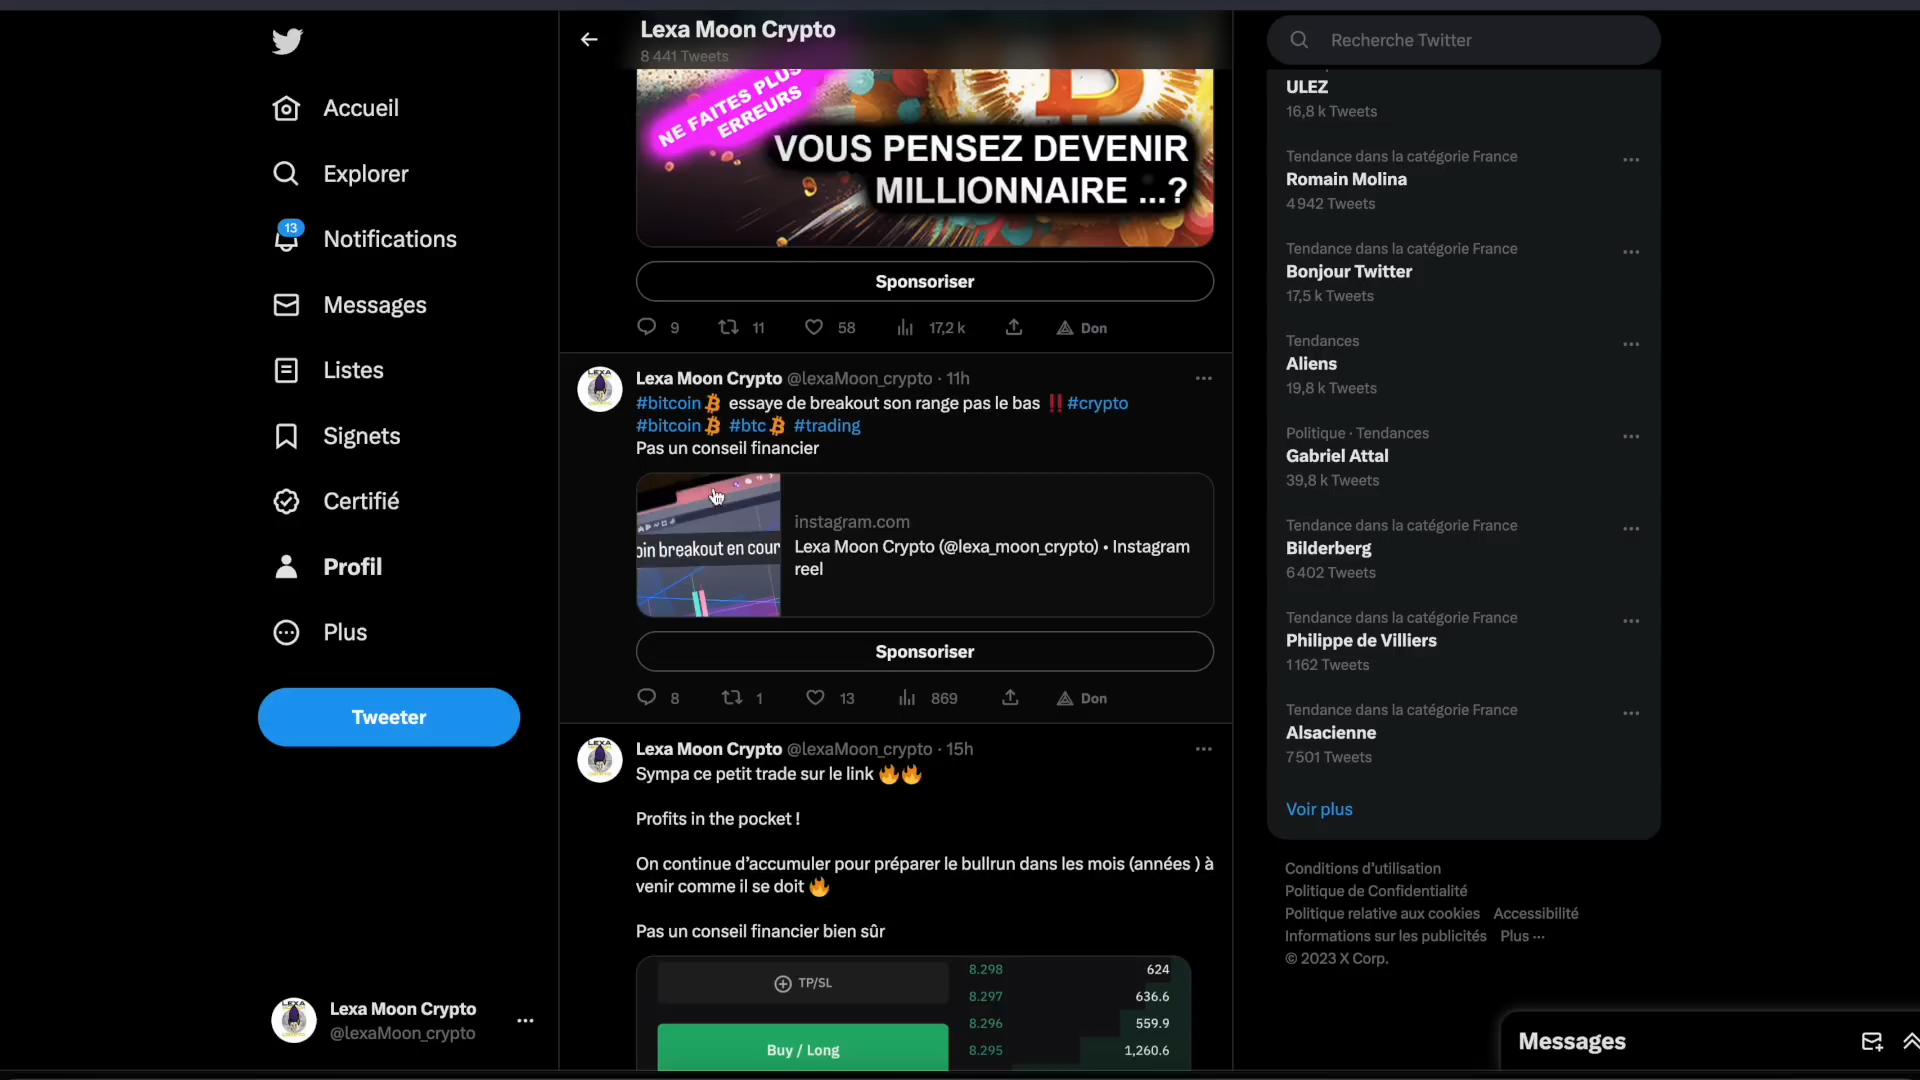 Accueil
Explorer
13
Notifications
Messages
Listes
Signets
Certifié
Profil
Plus
Tweeter
Lexa Moon Crypto
@lexaMoon_crypto
Lexa Moon Crypto
8 441 Tweets
NE FAITES PLUS
ERREURS
VOUS PENSEZ DEVENIR
MILLIONNAIRE ...?
Sponsoriser
9 11 58 17,2 k Don
Lexa Moon Crypto @lexaMoon_crypto · 11h
#bitcoin essaye de breakout son range pas le bas ‼️ #crypto
#bitcoin #btc #trading
Pas un conseil financier
oin breakout en cour
instagram.com
Lexa Moon Crypto (@lexa_moon_crypto) • Instagram
reel
Sponsoriser
8 1 13 869 Don
Lexa Moon Crypto @lexaMoon_crypto · 15h
Sympa ce petit trade sur le link 🔥🔥
Profits in the pocket !
On continue d’accumuler pour préparer le bullrun dans les mois (années ) à
venir comme il se doit 🔥
Pas un conseil financier bien sûr
TP/SL
Buy / Long
8.298 624
8.297 636.6
8.296 559.9
8.295 1,260.6
Recherche Twitter
ULEZ
16,8 k Tweets
Tendance dans la catégorie France
Romain Molina
4 942 Tweets
Tendance dans la catégorie France
Bonjour Twitter
17,5 k Tweets
Tendances
Aliens
19,8 k Tweets
Politique · Tendances
Gabriel Attal
39,8 k Tweets
Tendance dans la catégorie France
Bilderberg
6 402 Tweets
Tendance dans la catégorie France
Philippe de Villiers
1 162 Tweets
Tendance dans la catégorie France
Alsacienne
7 501 Tweets
Voir plus
Conditions d’utilisation
Politique de Confidentialité
Politique relative aux cookies Accessibilité
Informations sur les publicités Plus ···
© 2023 X Corp.
Messages